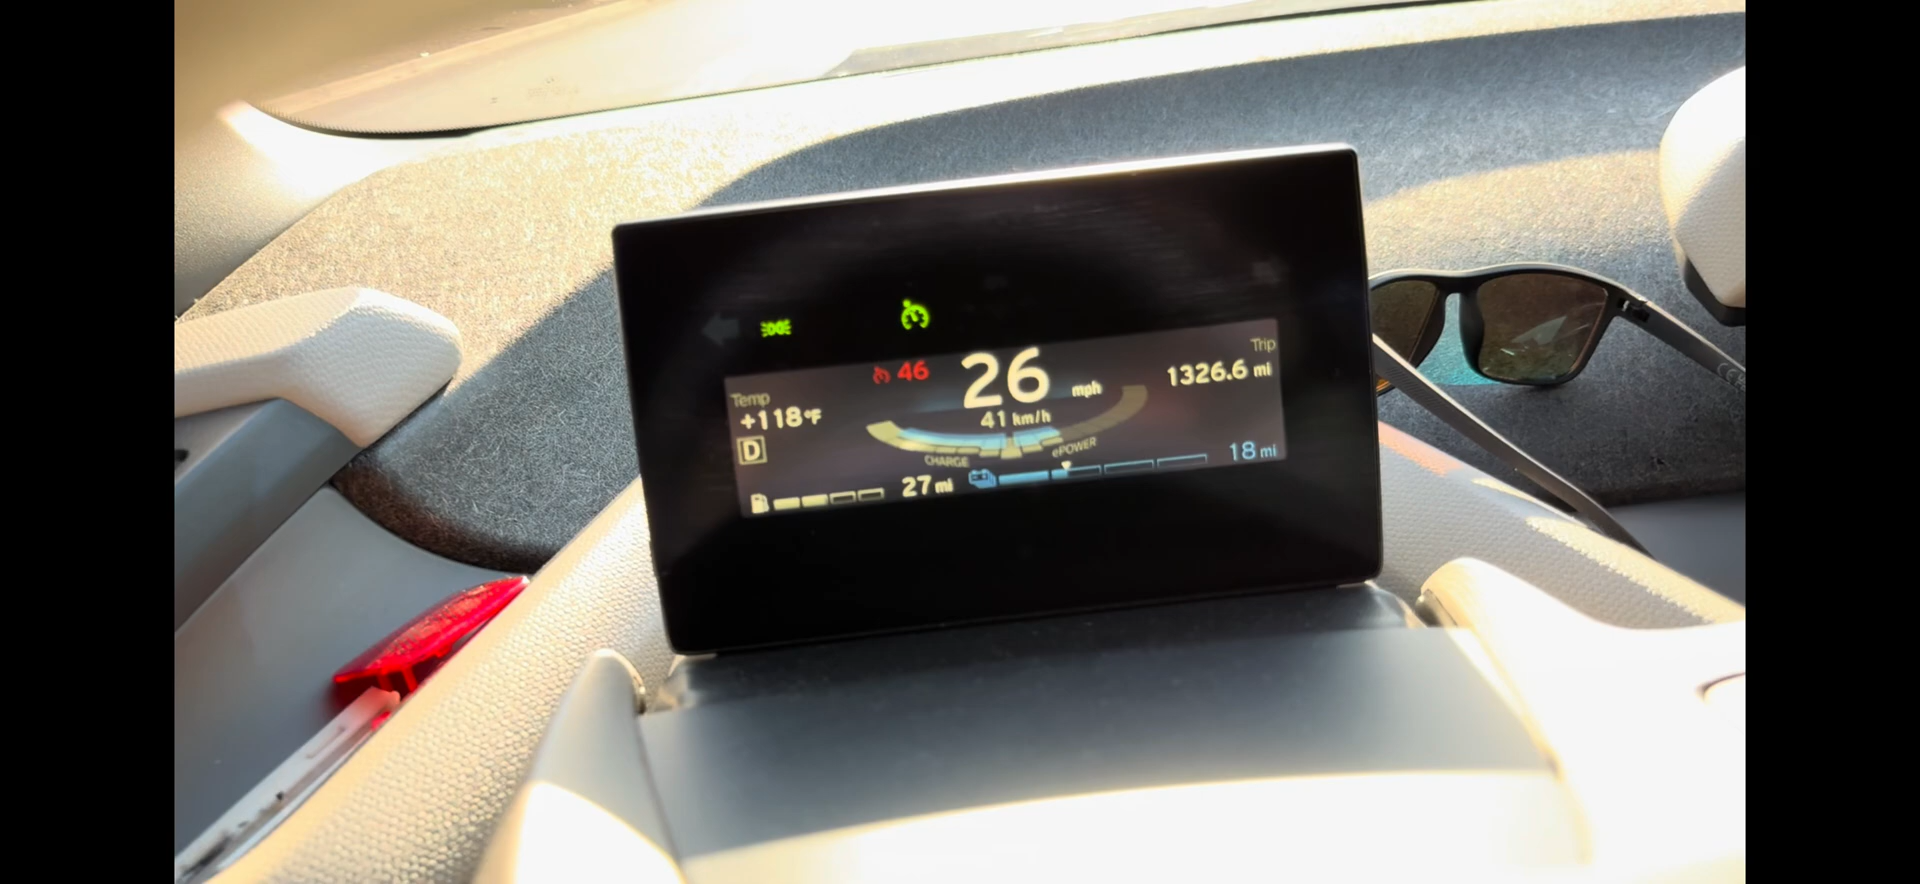 46
26 mph
41 km/h
Trip
1326.6 mi
Temp
+118°F
D
CHARGE
ePOWER
27 mi
18 mi